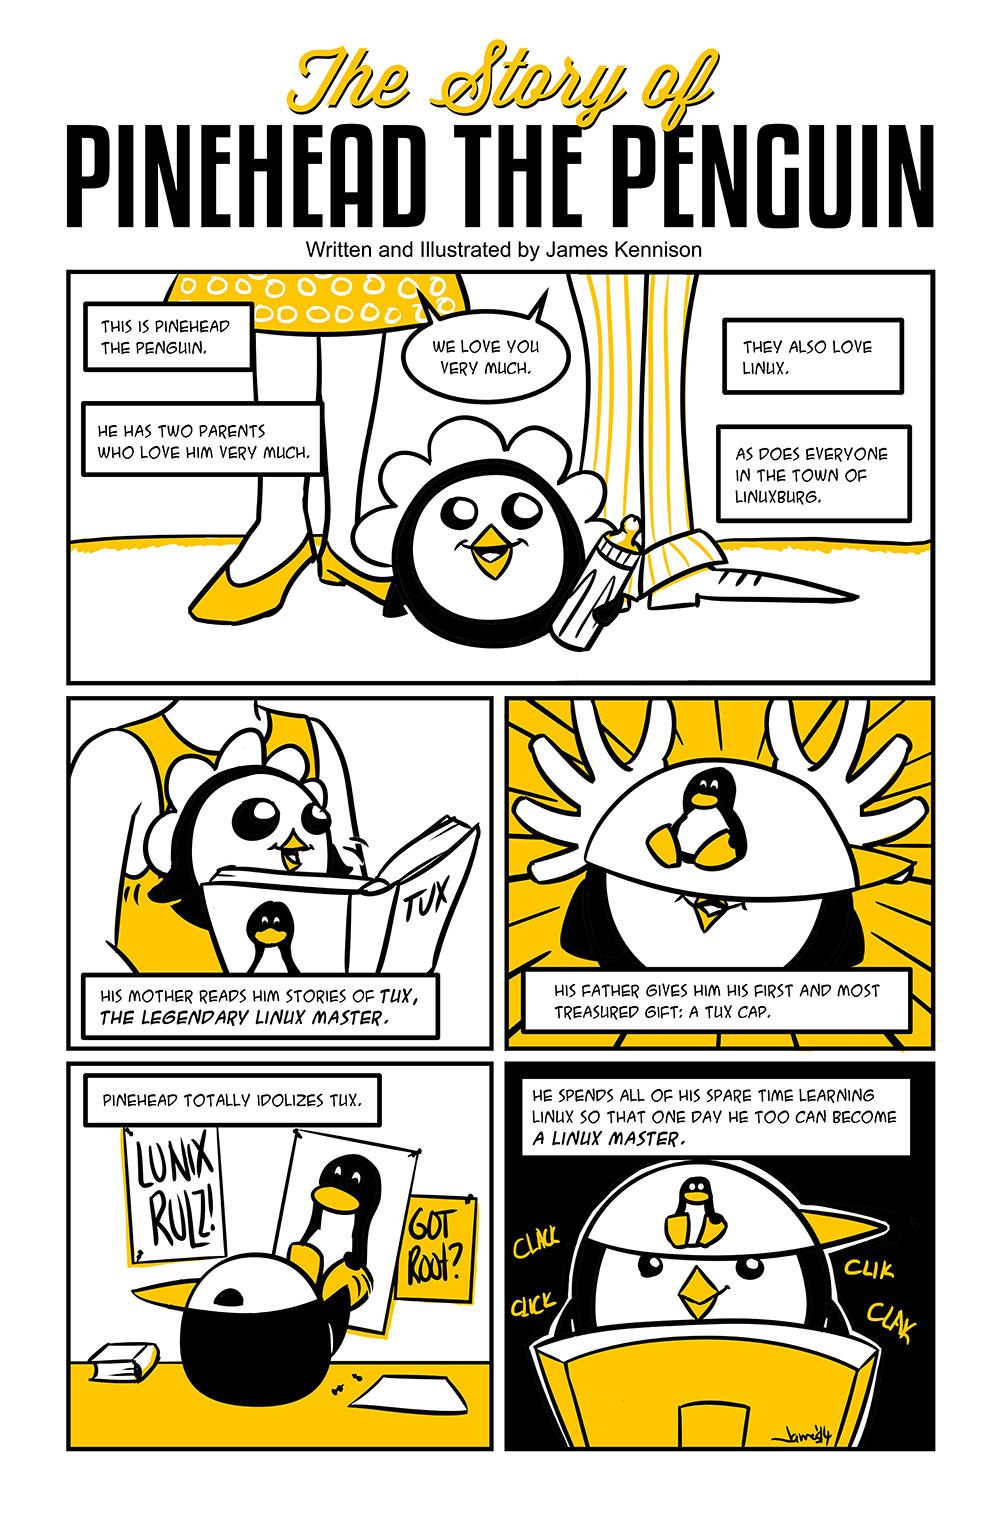 The Story of
PINEHEAD THE PENGUIN
Written and Illustrated by James Kennison
THIS IS PINEHEAD
THE PENGUIN.
HE HAS TWO PARENTS
WHO LOVE HIM VERY MUCH.
WE LOVE YOU
VERY MUCH.
THEY ALSO LOVE
LINUX.
AS DOES EVERYONE
IN THE TOWN OF
LINUXBURG.
TUX
HIS MOTHER READS HIM STORIES OF TUX,
THE LEGENDARY LINUX MASTER.
HIS FATHER GIVES HIM HIS FIRST AND MOST
TREASURED GIFT: A TUX CAP.
PINEHEAD TOTALLY IDOLIZES TUX.
LUNIX
RULZ!
GOT
ROOT?
HE SPENDS ALL OF HIS SPARE TIME LEARNING
LINUX SO THAT ONE DAY HE TOO CAN BECOME
A LINUX MASTER.
CLACK
CLICK
CLIK
CLAK
James14